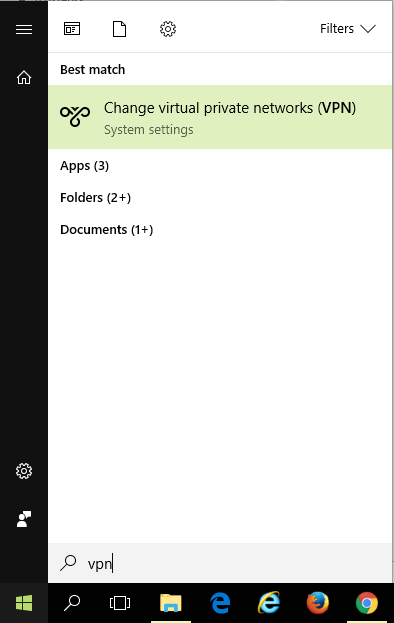 Filters
Best match
Change virtual private networks (VPN)
System settings
Apps (3)
Folders (2+)
Documents (1+)
vpn